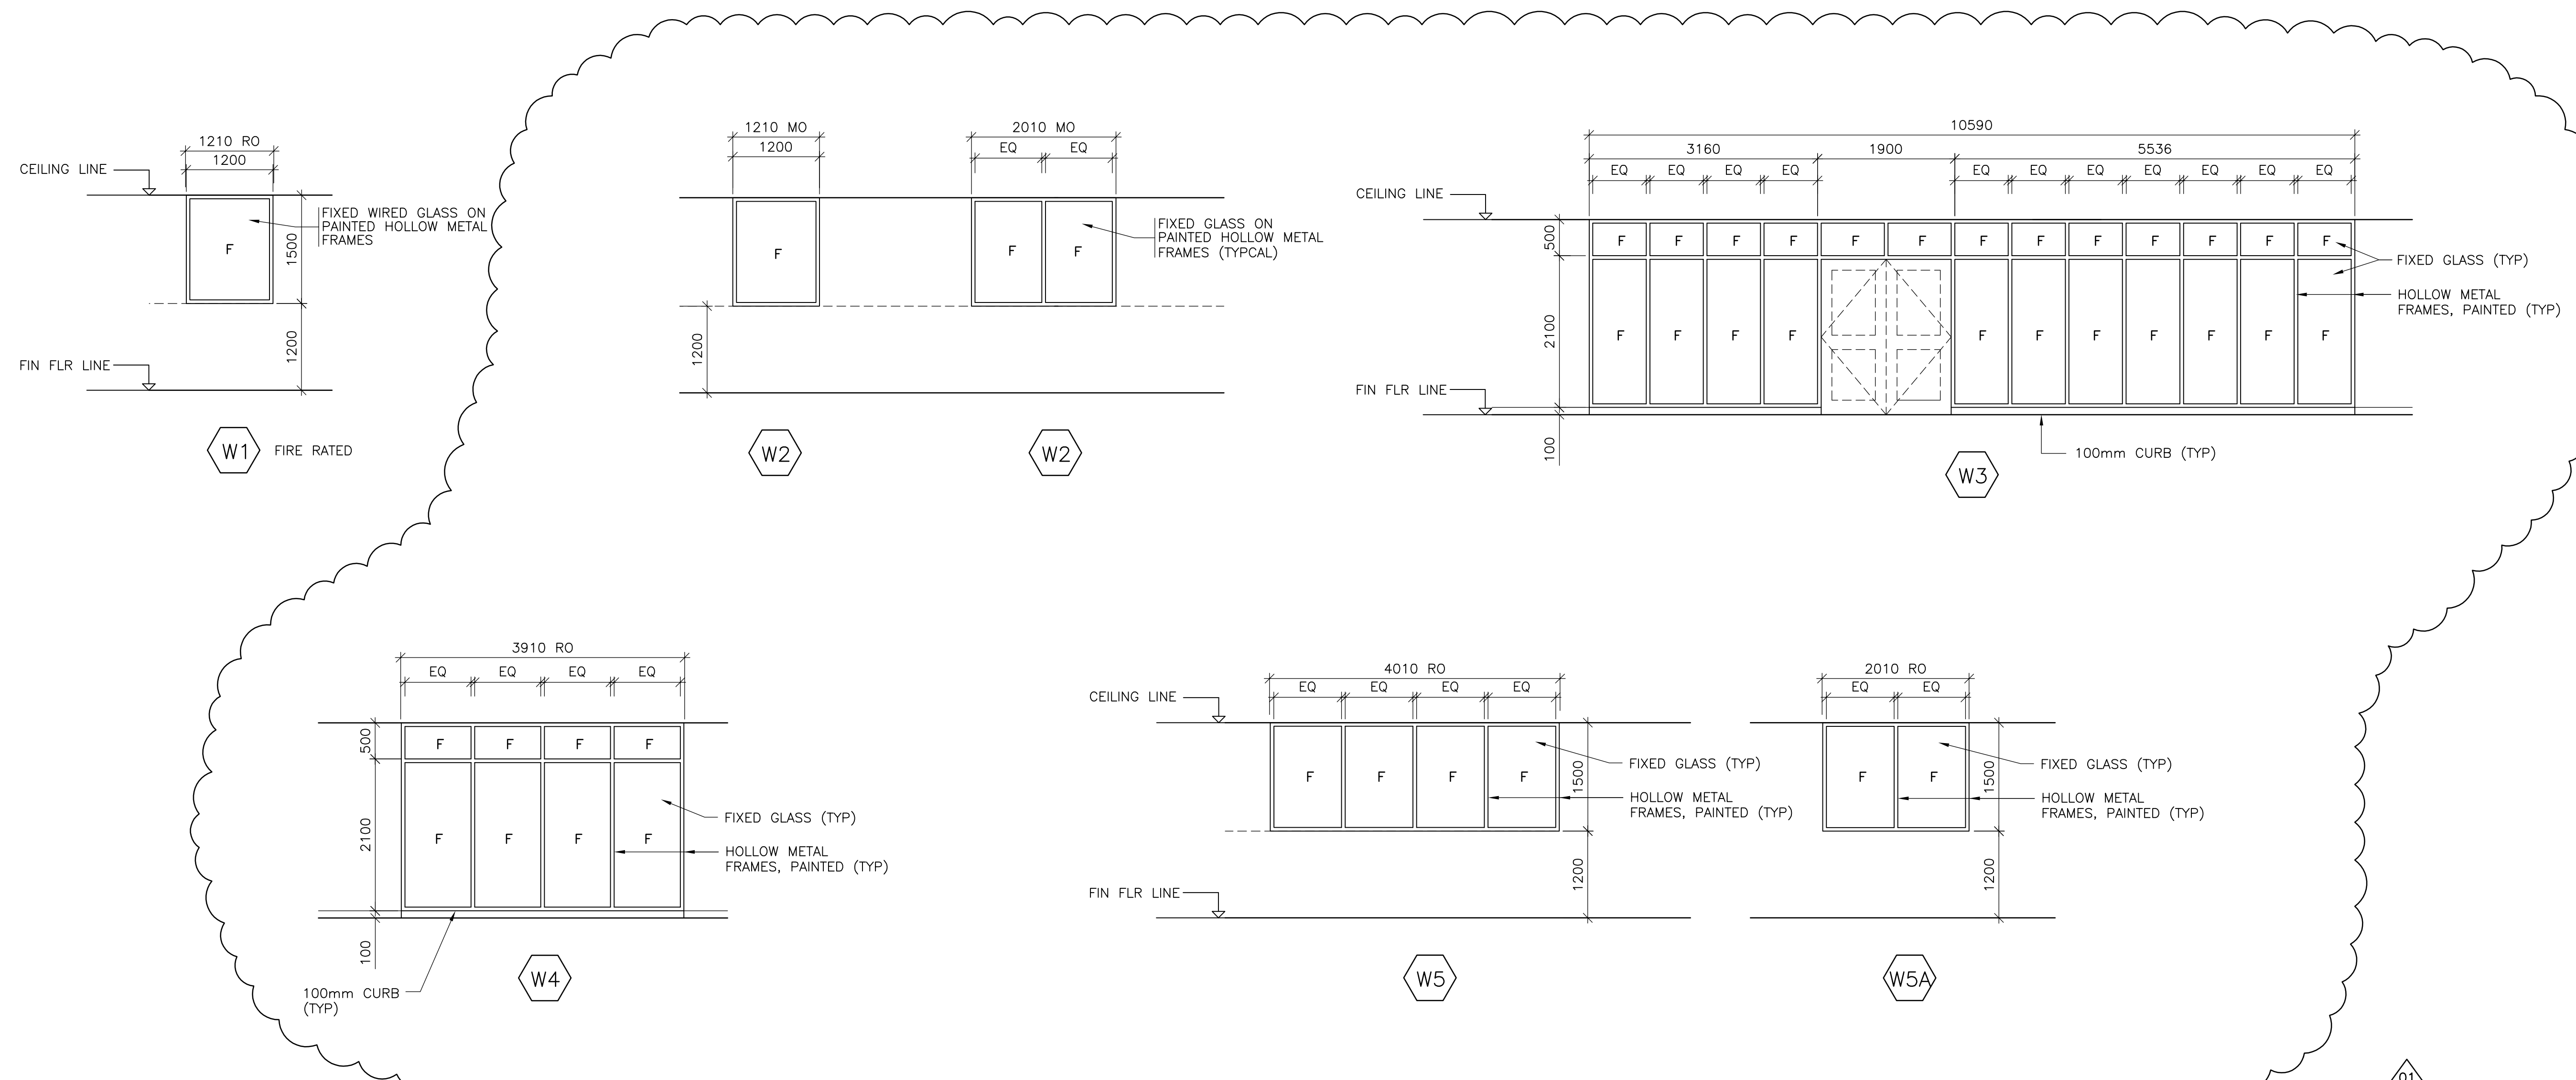 1210 RO
1200
CEILING LINE
FIXED WIRED GLASS ON
PAINTED HOLLOW METAL
FRAMES
F
1500
1200
FIN FLR LINE
W1
FIRE RATED
1210 MO
1200
F
1200
W2
2010 MO
EQ EQ
F F
FIXED GLASS ON
PAINTED HOLLOW METAL
FRAMES (TYPCAL)
W2
10590
3160 1900 5536
EQ EQ EQ EQ EQ EQ EQ EQ EQ EQ EQ
CEILING LINE
500
F F F F F F F F F F F F F
FIXED GLASS (TYP)
HOLLOW METAL
FRAMES, PAINTED (TYP)
2100
F F F F F F F F F F F
FIN FLR LINE
100
100mm CURB (TYP)
W3
3910 RO
EQ EQ EQ EQ
500
F F F F
2100
F F F F
FIXED GLASS (TYP)
HOLLOW METAL
FRAMES, PAINTED (TYP)
100
100mm CURB
(TYP)
W4
4010 RO
EQ EQ EQ EQ
CEILING LINE
F F F F
FIXED GLASS (TYP)
1500
HOLLOW METAL
FRAMES, PAINTED (TYP)
1200
FIN FLR LINE
W5
2010 RO
EQ EQ
F F
FIXED GLASS (TYP)
1500
HOLLOW METAL
FRAMES, PAINTED (TYP)
1200
W5A
01